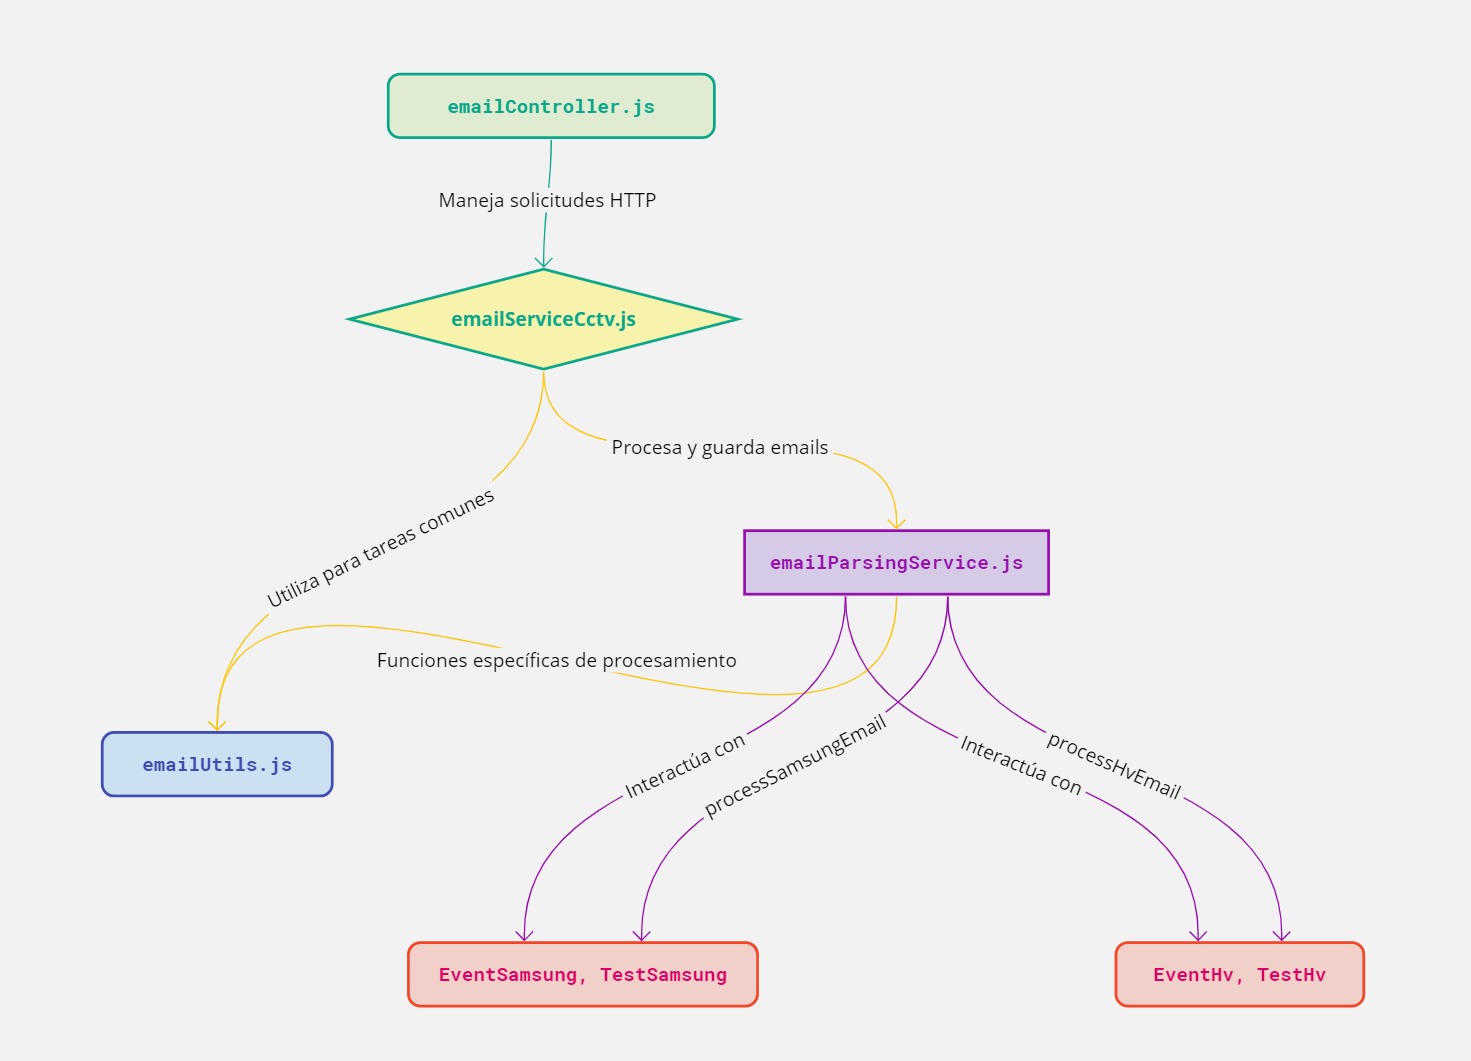 emailController.js
Maneja solicitudes HTTP
emailServiceCctv.js
Procesa y guarda emails
Utiliza para tareas comunes
emailParsingService.js
Funciones específicas de procesamiento
emailUtils.js
Interactúa con
processSamsungEmail
Interactúa con
processHvEmail
EventSamsung, TestSamsung
EventHv, TestHv